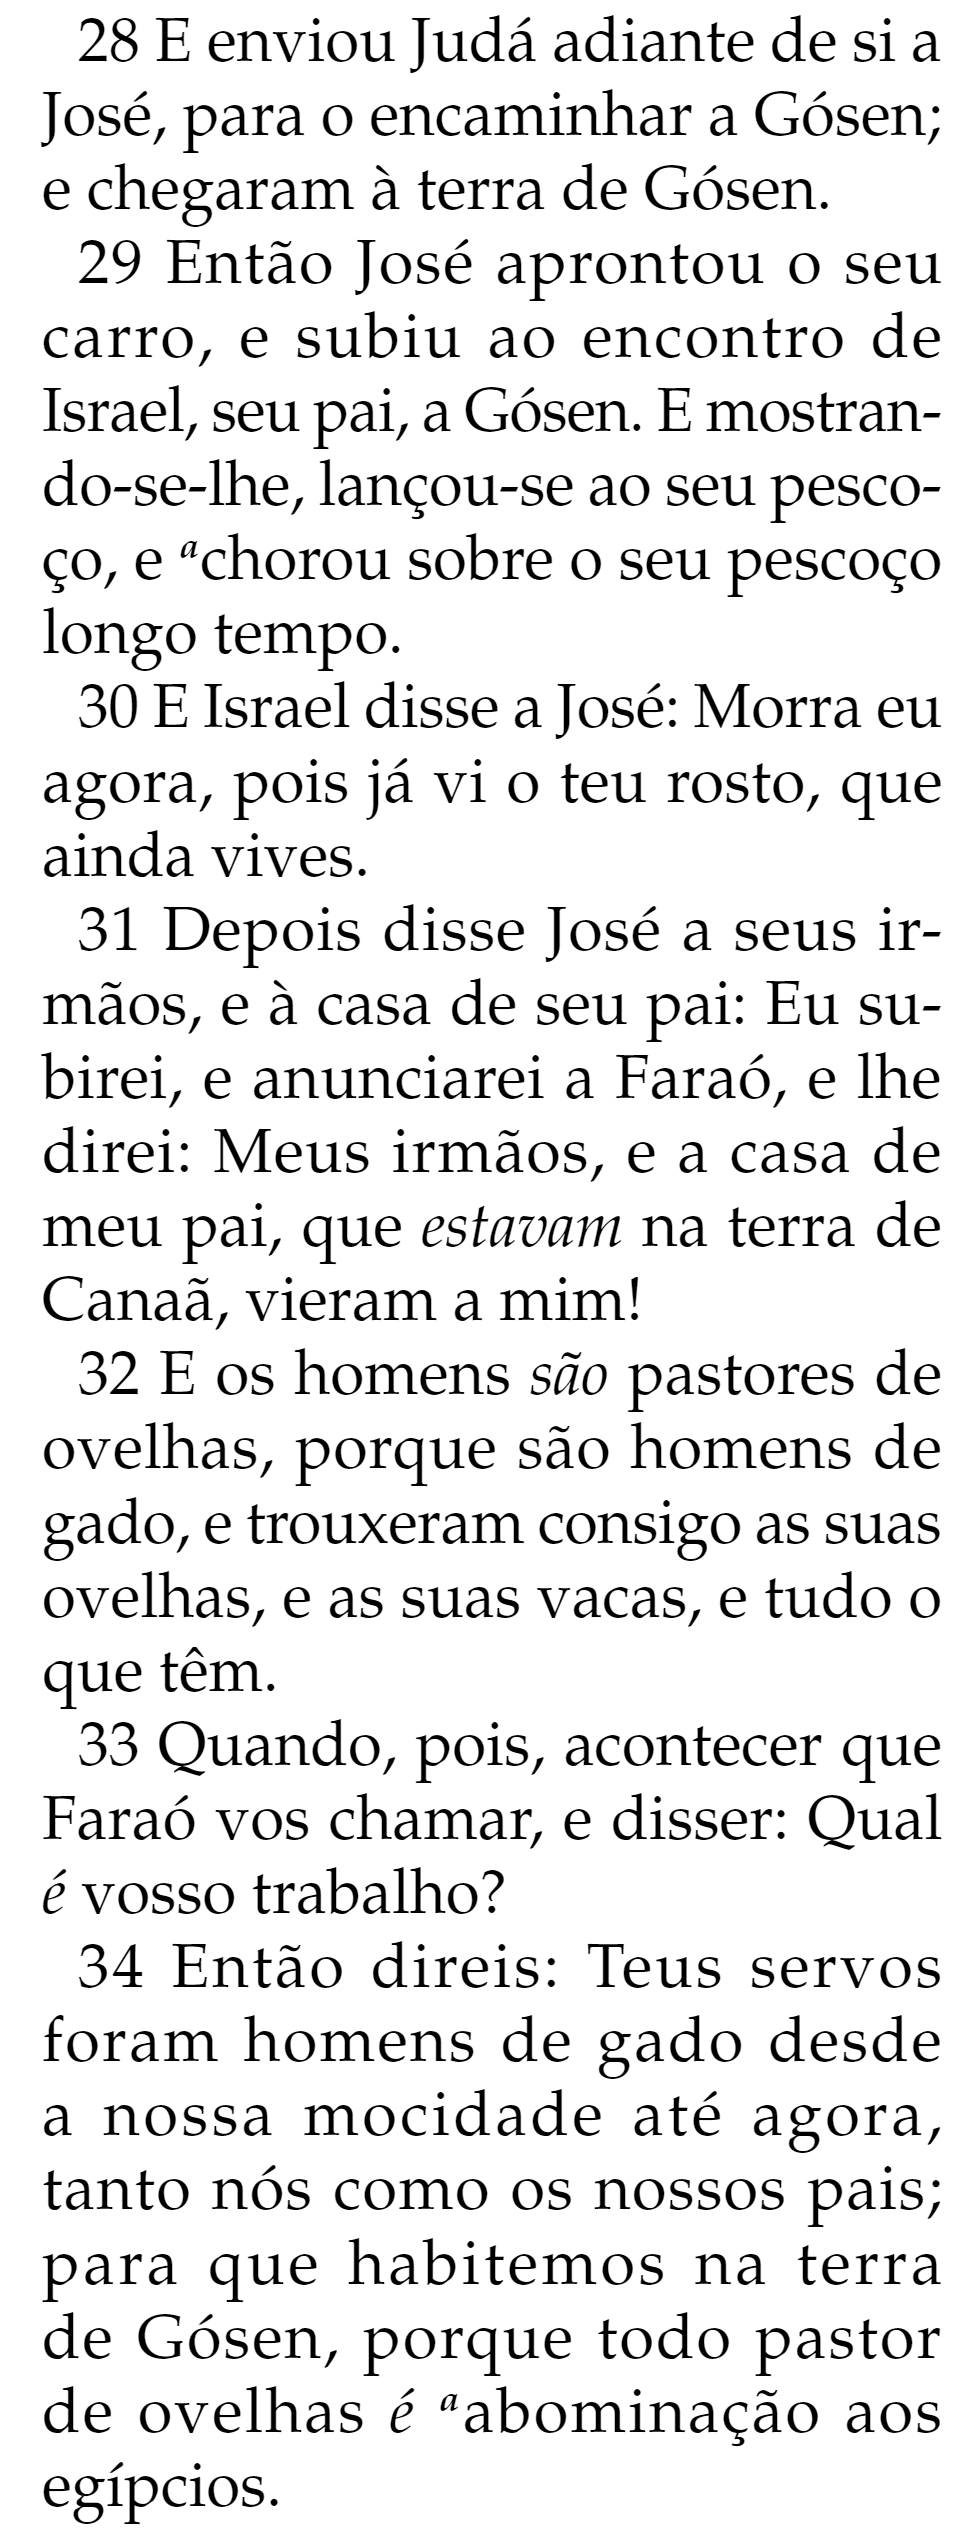 28 E enviou Judá adiante de si a
José, para o encaminhar a Gósen;
e chegaram à terra de Gósen.
29 Então José aprontou o seu
carro, e subiu ao encontro de
Israel, seu pai, a Gósen. E mostran-
do-se-lhe, lançou-se ao seu pesco-
ço, e ᵃchorou sobre o seu pescoço
longo tempo.
30 E Israel disse a José: Morra eu
agora, pois já vi o teu rosto, que
ainda vives.
31 Depois disse José a seus ir-
mãos, e à casa de seu pai: Eu su-
birei, e anunciarei a Faraó, e lhe
direi: Meus irmãos, e a casa de
meu pai, que estavam na terra de
Canaã, vieram a mim!
32 E os homens são pastores de
ovelhas, porque são homens de
gado, e trouxeram consigo as suas
ovelhas, e as suas vacas, e tudo o
que têm.
33 Quando, pois, acontecer que
Faraó vos chamar, e disser: Qual
é vosso trabalho?
34 Então direis: Teus servos
foram homens de gado desde
a nossa mocidade até agora,
tanto nós como os nossos pais;
para que habitemos na terra
de Gósen, porque todo pastor
de ovelhas é ᵃabominação aos
egípcios.